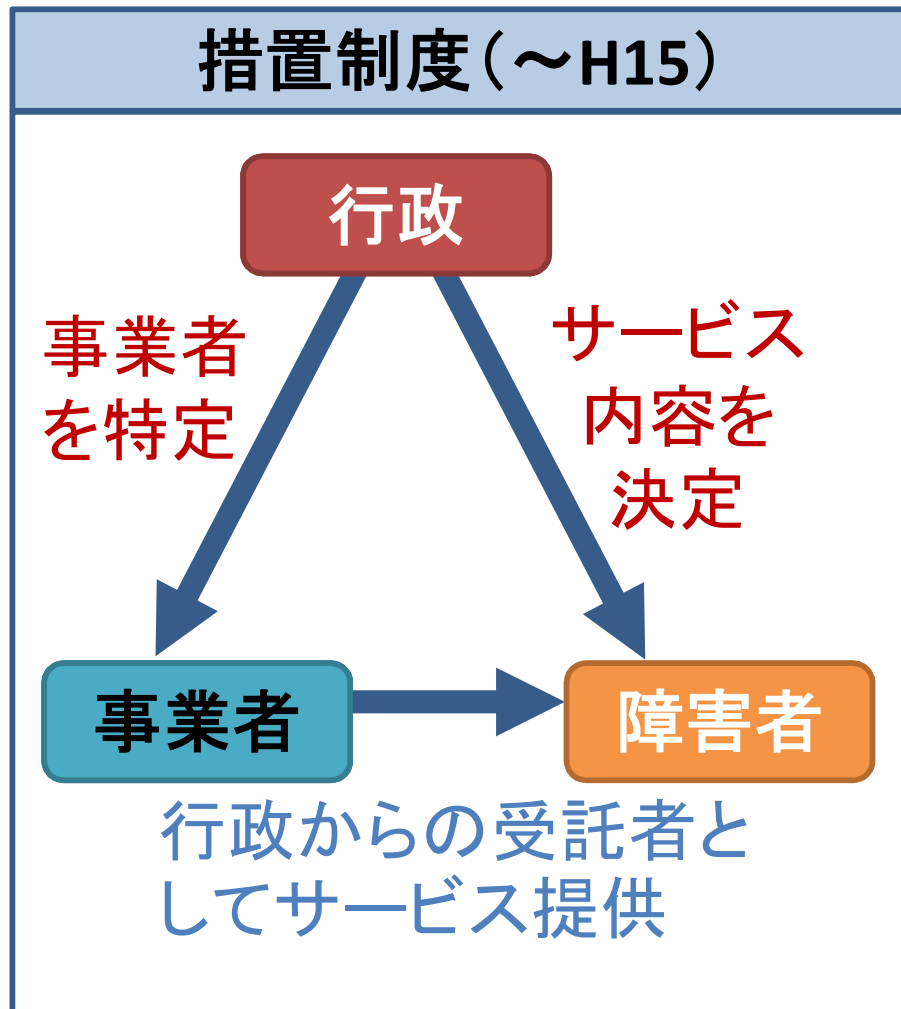 措置制度(~H15)
行政
事業者
を特定
サービス
内容を
決定
事業者
障害者
行政からの受託者と
してサービス提供